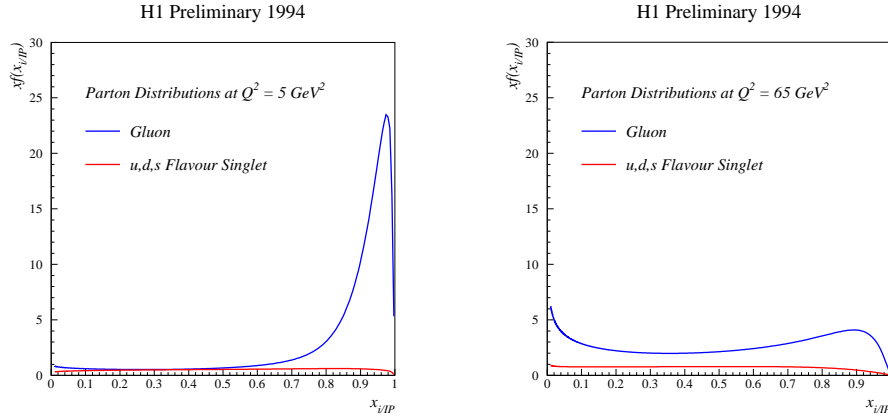 H1 Preliminary 1994
xf(x_{i/IP})
30
25
20
15
10
5
0
Parton Distributions at Q² = 5 GeV²
Gluon
u,d,s Flavour Singlet
0 0.1 0.2 0.3 0.4 0.5 0.6 0.7 0.8 0.9 1
x_{i/IP}
H1 Preliminary 1994
xf(x_{i/IP})
30
25
20
15
10
5
0
Parton Distributions at Q² = 65 GeV²
Gluon
u,d,s Flavour Singlet
0 0.1 0.2 0.3 0.4 0.5 0.6 0.7 0.8 0.9
x_{i/IP}